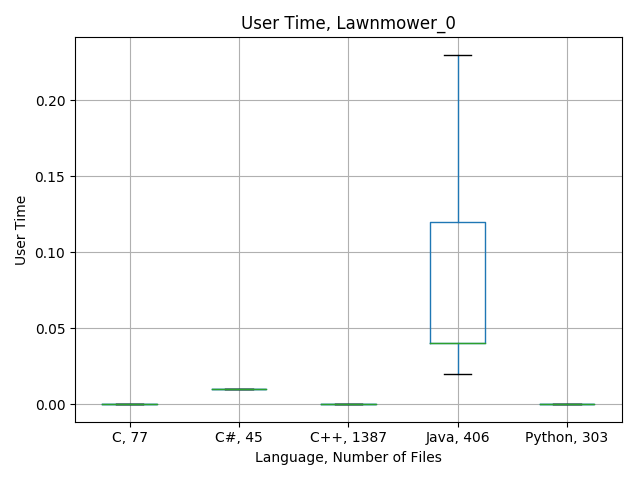 User Time, Lawnmower_0
User Time
0.20
0.15
0.10
0.05
0.00
C, 77
C#, 45
C++, 1387
Java, 406
Python, 303
Language, Number of Files